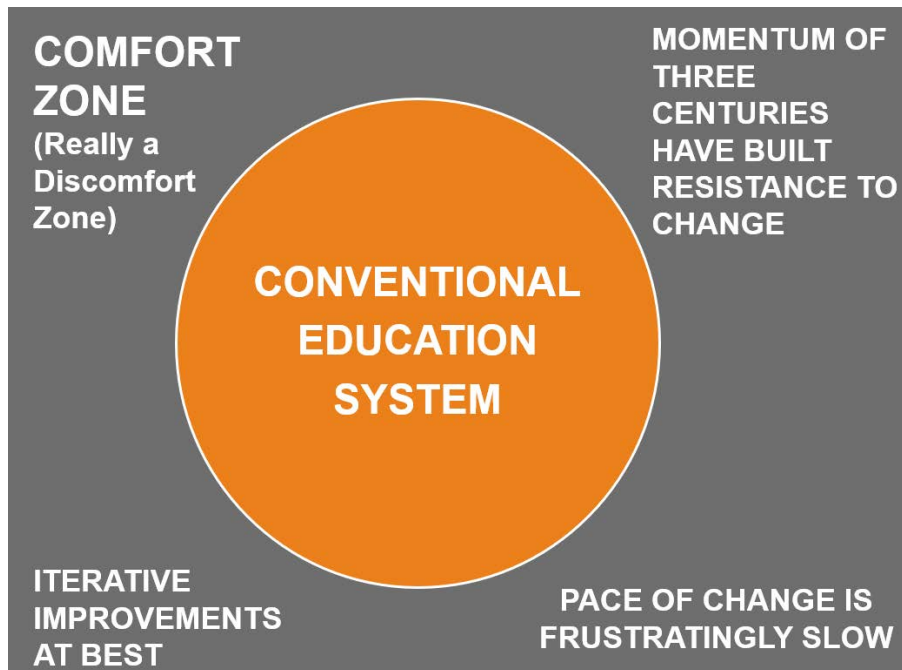 COMFORT
ZONE
(Really a
Discomfort
Zone)
MOMENTUM OF
THREE
CENTURIES
HAVE BUILT
RESISTANCE TO
CHANGE
CONVENTIONAL
EDUCATION
SYSTEM
ITERATIVE
IMPROVEMENTS
AT BEST
PACE OF CHANGE IS
FRUSTRATINGLY SLOW